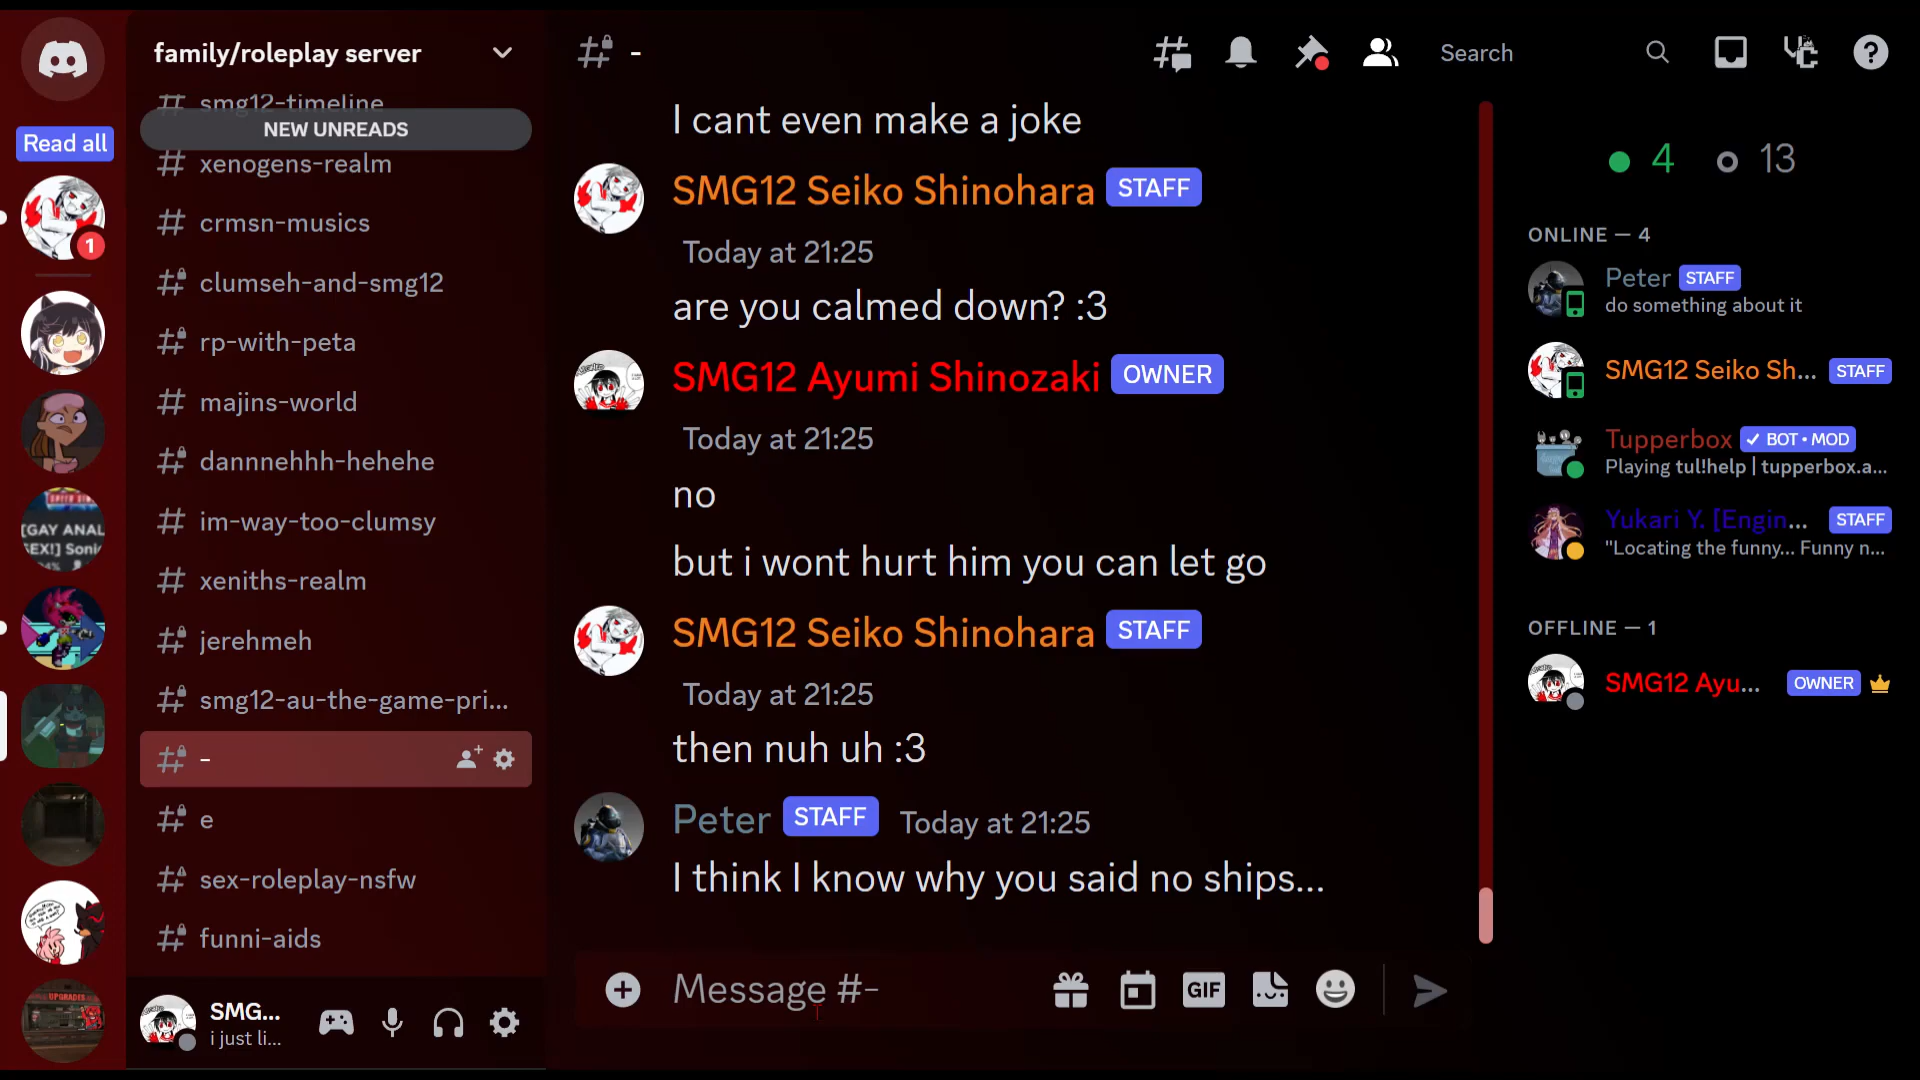 family/roleplay server
smg12-timeline
NEW UNREADS
Read all
xenogens-realm
1
crmsn-musics
clumseh-and-smg12
rp-with-peta
majins-world
dannnehhh-hehehe
im-way-too-clumsy
xeniths-realm
jerehmeh
smg12-au-the-game-pri...
-
e
sex-roleplay-nsfw
funni-aids
[GAY ANAL
SEX!] Soni
UPGRADES
SMG...
i just li...
-
Search
I cant even make a joke
SMG12 Seiko Shinohara STAFF
Today at 21:25
are you calmed down? :3
SMG12 Ayumi Shinozaki OWNER
Today at 21:25
no
but i wont hurt him you can let go
SMG12 Seiko Shinohara STAFF
Today at 21:25
then nuh uh :3
Peter STAFF Today at 21:25
I think I know why you said no ships...
Message #-
GIF
4 13
ONLINE — 4
Peter STAFF
do something about it
SMG12 Seiko Sh... STAFF
Tupperbox ✓ BOT • MOD
Playing tul!help | tupperbox.a...
Yukari Y. [Engin... STAFF
"Locating the funny... Funny n...
OFFLINE — 1
SMG12 Ayu... OWNER